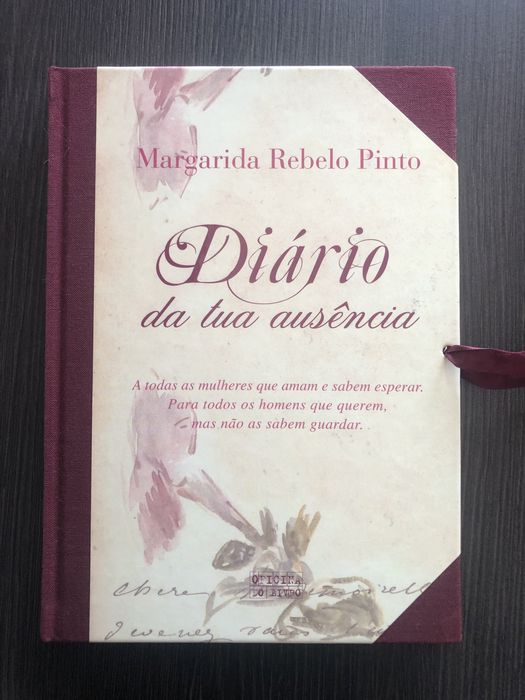 Margarida Rebelo Pinto
Diário
da tua ausência
A todas as mulheres que amam e sabem esperar.
Para todos os homens que querem,
mas não as sabem guardar.
OFICINA
DO LIVRO